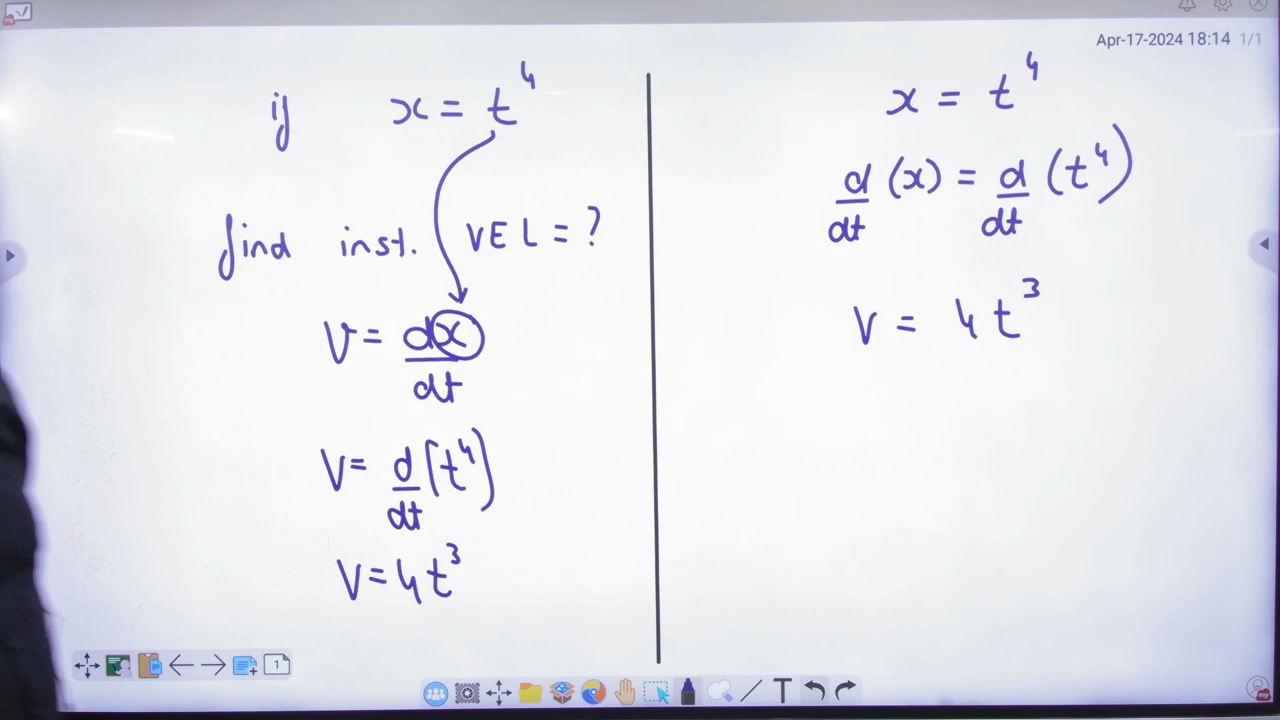 Apr-17-2024 18:14 1/1
if x = t⁴
find inst. VEL = ?
V = dx/dt
V = d/dt (t⁴)
V = 4t³
x = t⁴
d/dt (x) = d/dt (t⁴)
V = 4t³
1
T